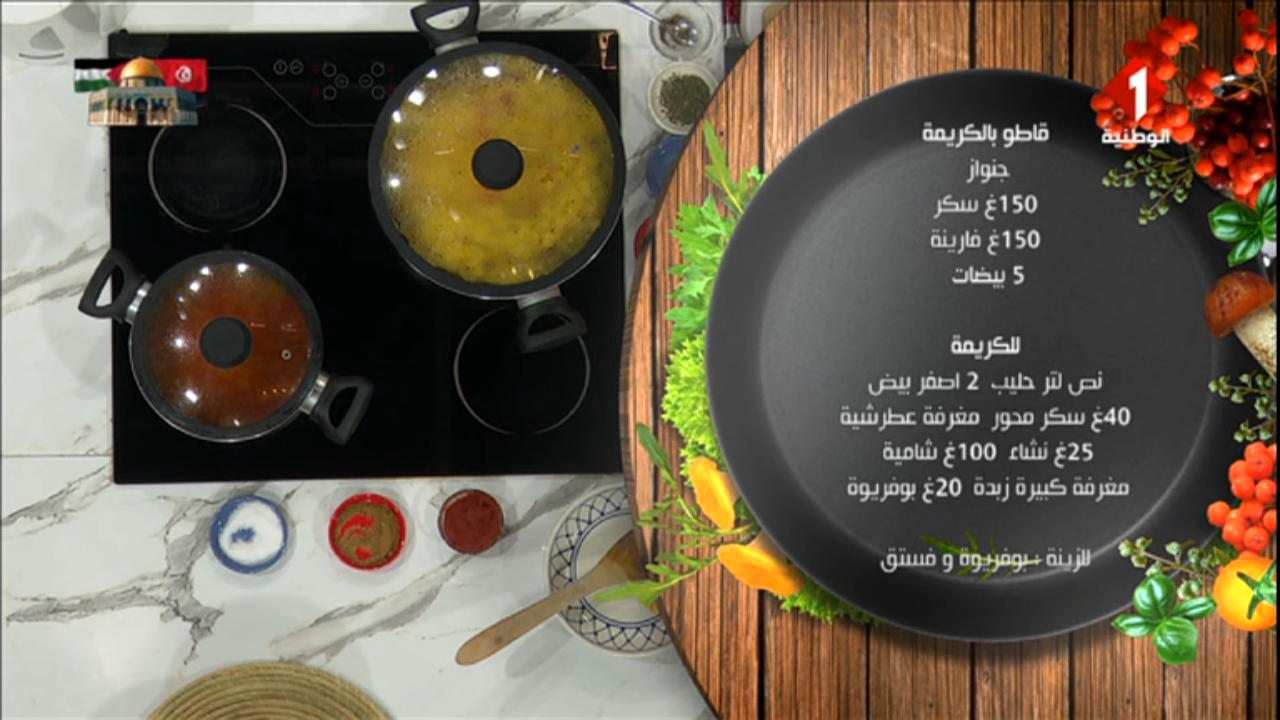 1
الوطنية
قاطو بالكريمة
جنواز
150غ سكر
150غ فارينة
5 بيضات
للكريمة
نص لتر حليب 2 اصفر بيض
40غ سكر محور مغرفة عطرشية
25غ نشاء 100غ شامية
مغرفة كبيرة زبدة 20غ بوفريوة
للزينة : بوفريوة و فستق